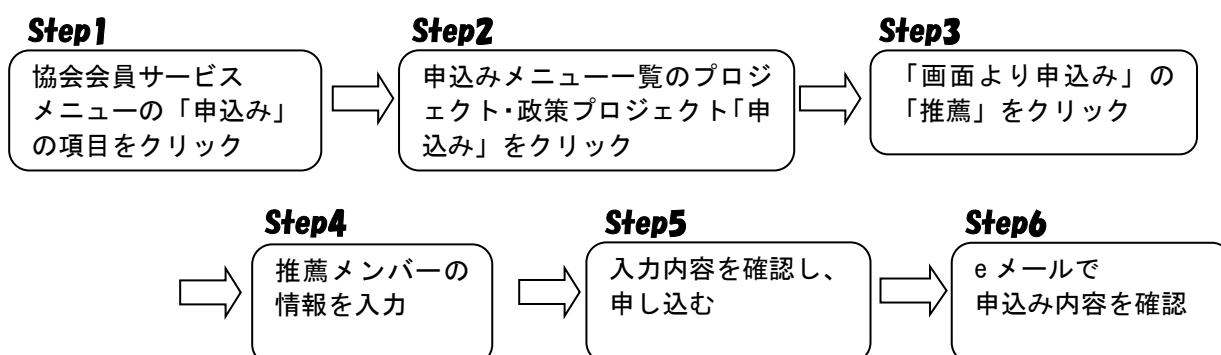 Step1
協会会員サービス
メニューの「申込み」
の項目をクリック
Step2
申込みメニュー一覧のプロジ
ェクト・政策プロジェクト「申
込み」をクリック
Step3
「画面より申込み」の
「推薦」をクリック
Step4
推薦メンバーの
情報を入力
Step5
入力内容を確認し、
申し込む
Step6
e メールで
申込み内容を確認